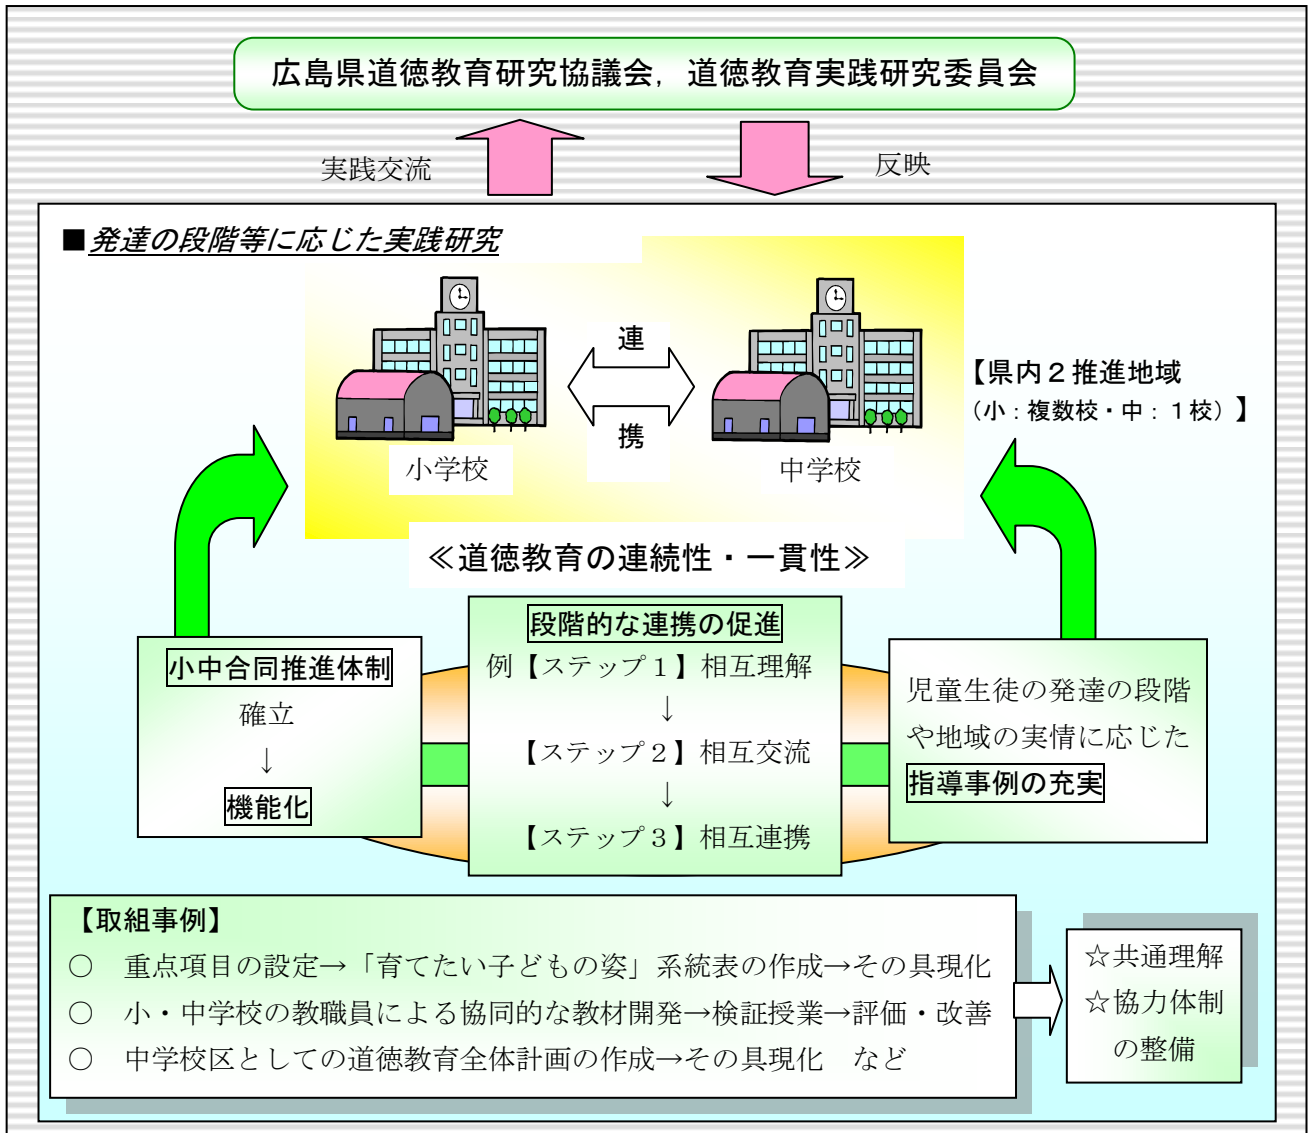 広島県道徳教育研究協議会，道徳教育実践研究委員会
実践交流
反映
■発達の段階等に応じた実践研究
連
携
小学校
中学校
【県内２推進地域
（小：複数校・中：１校）】
≪道徳教育の連続性・一貫性≫
小中合同推進体制
確立
↓
機能化
段階的な連携の促進
例【ステップ１】相互理解
↓
【ステップ２】相互交流
↓
【ステップ３】相互連携
児童生徒の発達の段階
や地域の実情に応じた
指導事例の充実
【取組事例】
○　重点項目の設定→「育てたい子どもの姿」系統表の作成→その具現化
○　小・中学校の教職員による協同的な教材開発→検証授業→評価・改善
○　中学校区としての道徳教育全体計画の作成→その具現化　など
☆共通理解
☆協力体制
の整備